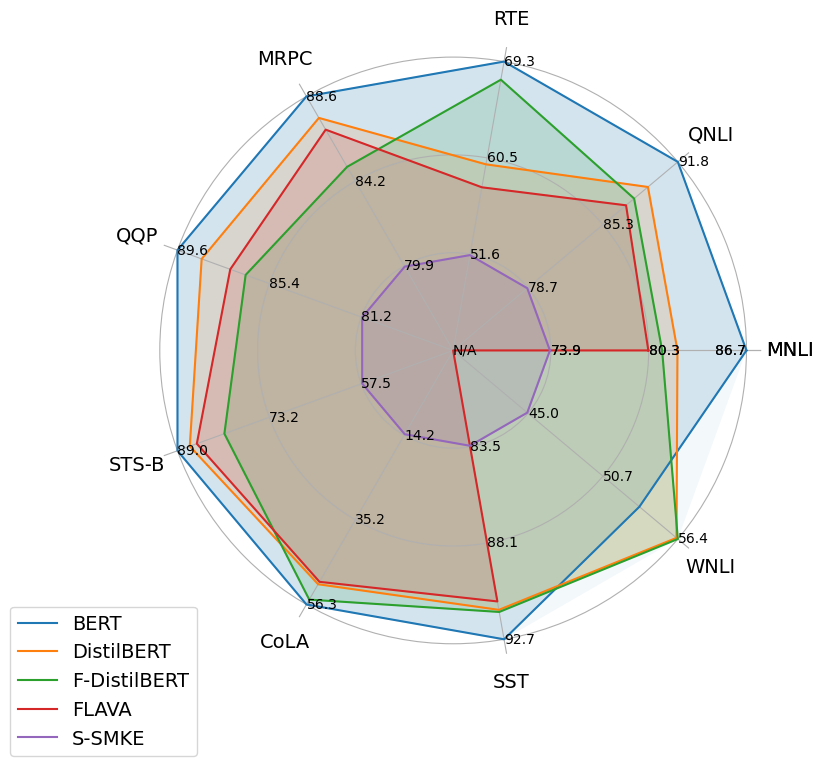 RTE
MRPC
69.3
88.6
QNLI
60.5
91.8
84.2
QQP
85.3
89.6
51.6
79.9
85.4
78.7
81.2
N/A
73.9
80.3
86.7
MNLI
57.5
45.0
73.2
14.2
83.5
STS-B
89.0
50.7
35.2
88.1
56.4
WNLI
CoLA
56.3
92.7
SST
BERT
DistilBERT
F-DistilBERT
FLAVA
S-SMKE